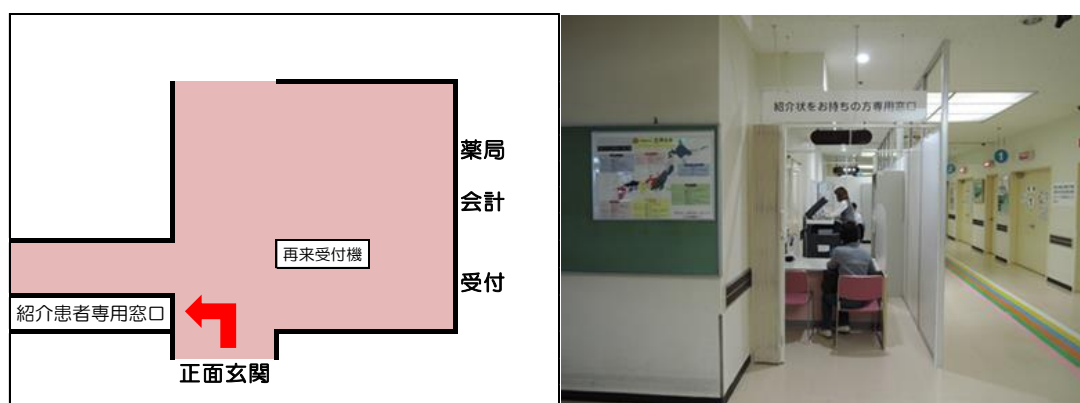 薬局
会計
再来受付機
受付
紹介患者専用窓口
正面玄関
紹介状をお持ちの方専用窓口
1